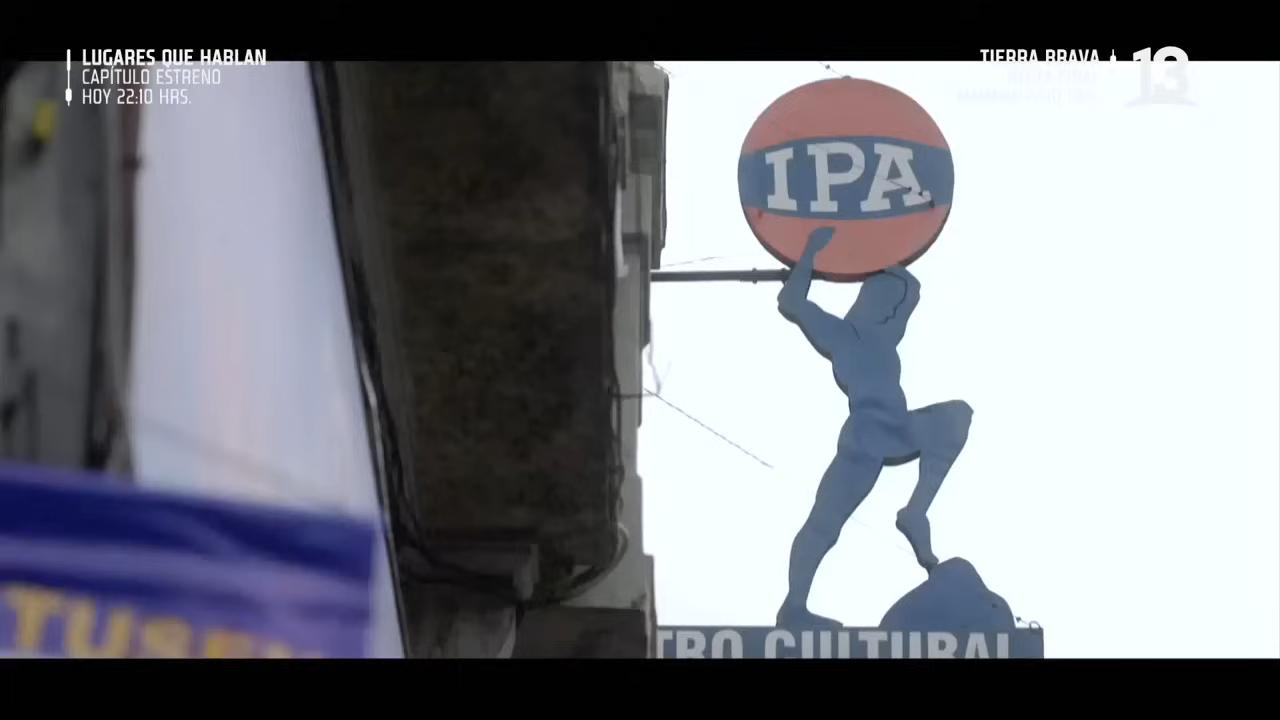 LUGARES QUE HABLAN
CAPÍTULO ESTRENO
HOY 22:10 HRS.
TIERRA BRAVA
13
IPA
TRO CULTURAL